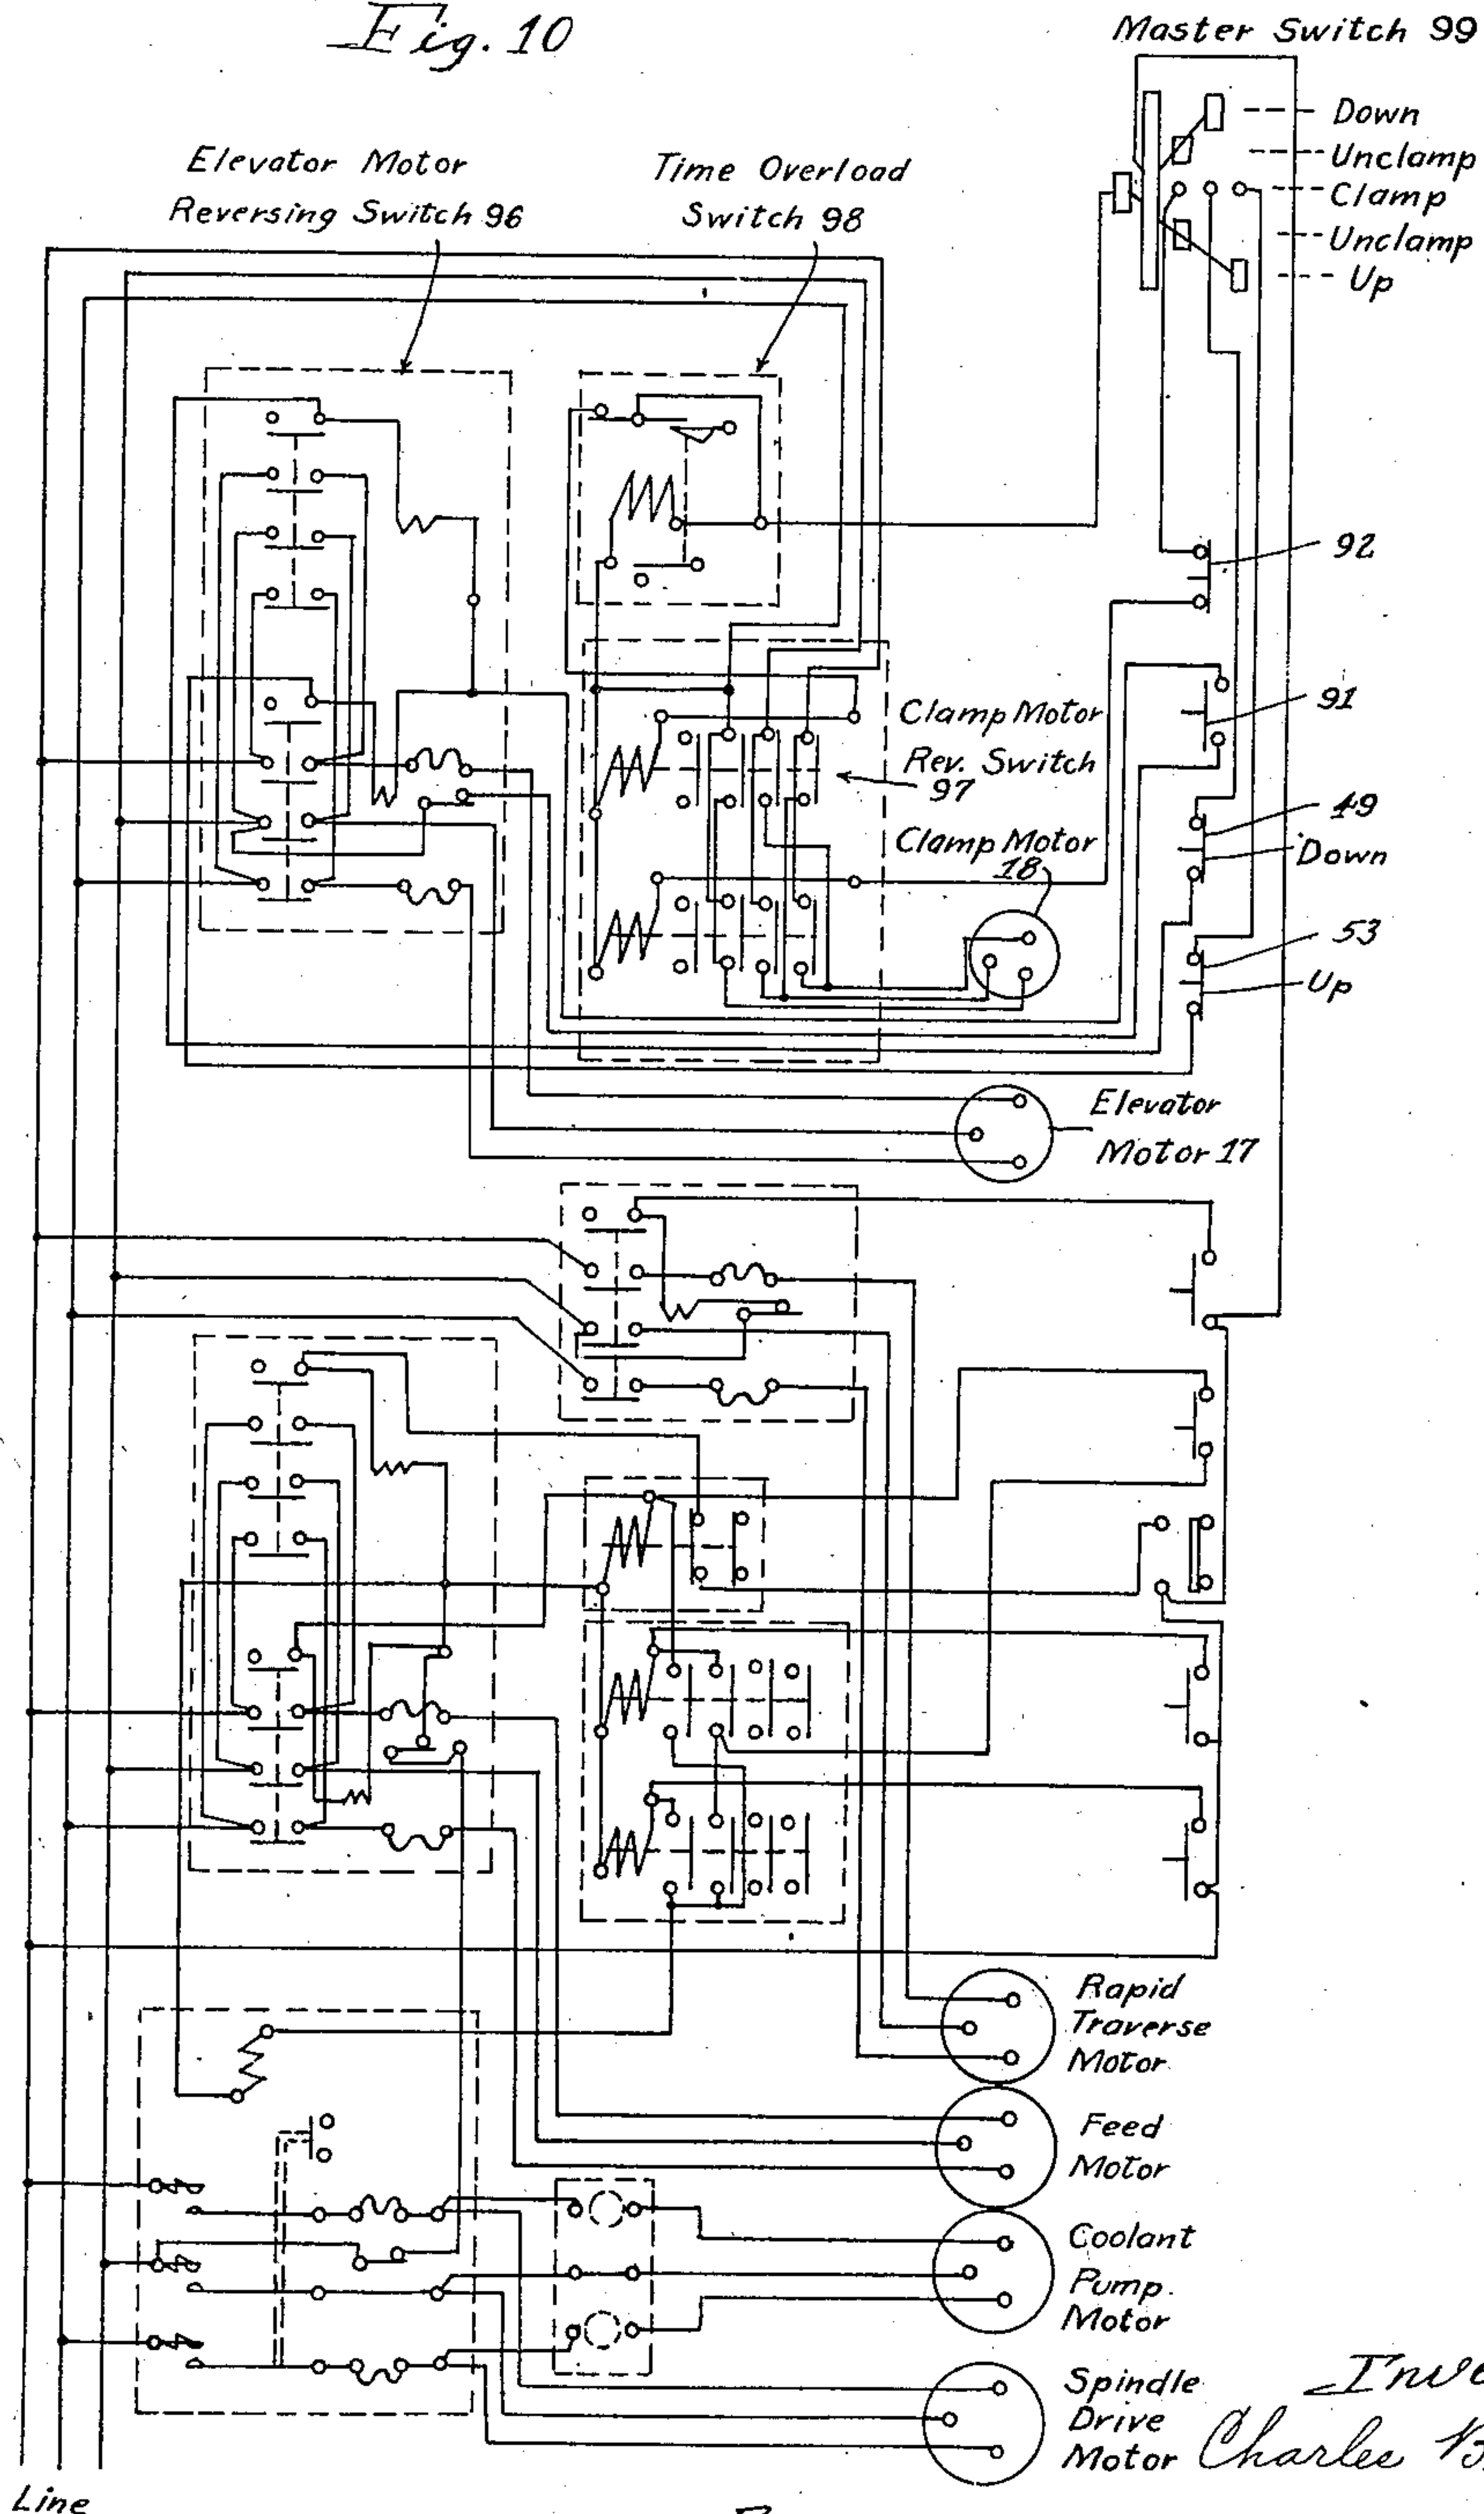 Fig. 10
Master Switch 99
Down
Unclamp
Clamp
Unclamp
Up
Elevator Motor
Reversing Switch 96
Time Overload
Switch 98
92
91
Clamp Motor
Rev. Switch
97
49
Down
Clamp Motor
18
53
Up
Elevator
Motor 17
Rapid
Traverse
Motor
Feed
Motor
Coolant
Pump
Motor
Spindle
Drive
Motor
Charles
Line